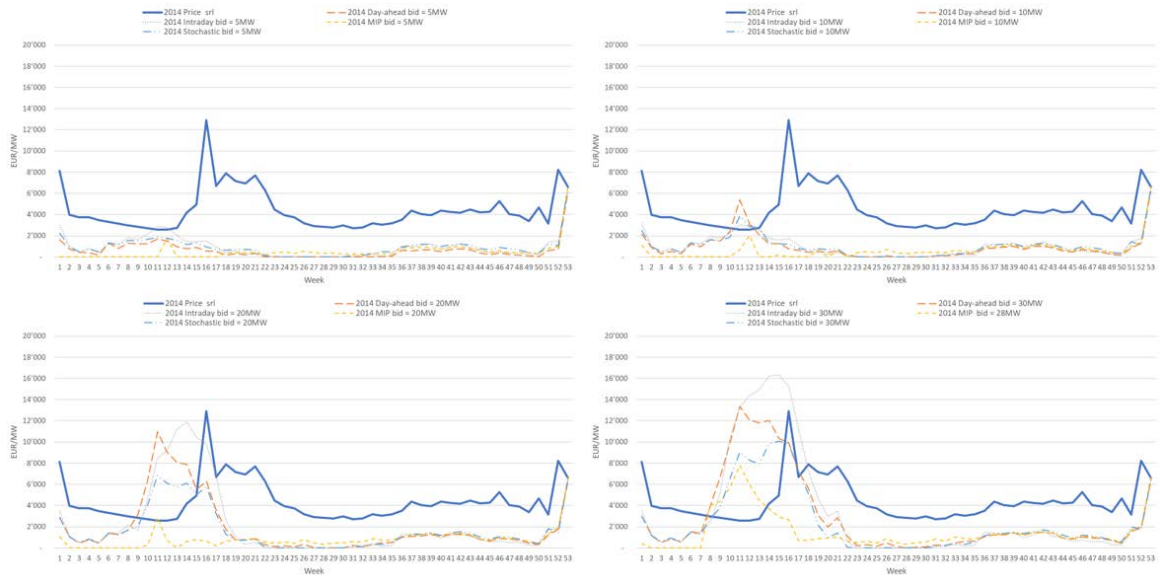 2014 Price srl
2014 Day-ahead bid = 5MW
2014 Intraday bid = 5MW
2014 MIP bid = 5MW
2014 Stochastic bid = 5MW
20'000
18'000
16'000
14'000
12'000
10'000
8'000
6'000
4'000
2'000
-
EUR/MW
1 2 3 4 5 6 7 8 9 10 11 12 13 14 15 16 17 18 19 20 21 22 23 24 25 26 27 28 29 30 31 32 33 34 35 36 37 38 39 40 41 42 43 44 45 46 47 48 49 50 51 52 53
Week
2014 Price srl
2014 Day-ahead bid = 10MW
2014 Intraday bid = 10MW
2014 MIP bid = 10MW
2014 Stochastic bid = 10MW
20'000
18'000
16'000
14'000
12'000
10'000
8'000
6'000
4'000
2'000
-
EUR/MW
1 2 3 4 5 6 7 8 9 10 11 12 13 14 15 16 17 18 19 20 21 22 23 24 25 26 27 28 29 30 31 32 33 34 35 36 37 38 39 40 41 42 43 44 45 46 47 48 49 50 51 52 53
Week
2014 Price srl
2014 Day-ahead bid = 20MW
2014 Intraday bid = 20MW
2014 MIP bid = 20MW
2014 Stochastic bid = 20MW
20'000
18'000
16'000
14'000
12'000
10'000
8'000
6'000
4'000
2'000
-
EUR/MW
1 2 3 4 5 6 7 8 9 10 11 12 13 14 15 16 17 18 19 20 21 22 23 24 25 26 27 28 29 30 31 32 33 34 35 36 37 38 39 40 41 42 43 44 45 46 47 48 49 50 51 52 53
Week
2014 Price srl
2014 Day-ahead bid = 30MW
2014 Intraday bid = 30MW
2014 MIP bid = 28MW
2014 Stochastic bid = 30MW
20'000
18'000
16'000
14'000
12'000
10'000
8'000
6'000
4'000
2'000
-
EUR/MW
1 2 3 4 5 6 7 8 9 10 11 12 13 14 15 16 17 18 19 20 21 22 23 24 25 26 27 28 29 30 31 32 33 34 35 36 37 38 39 40 41 42 43 44 45 46 47 48 49 50 51 52 53
Week